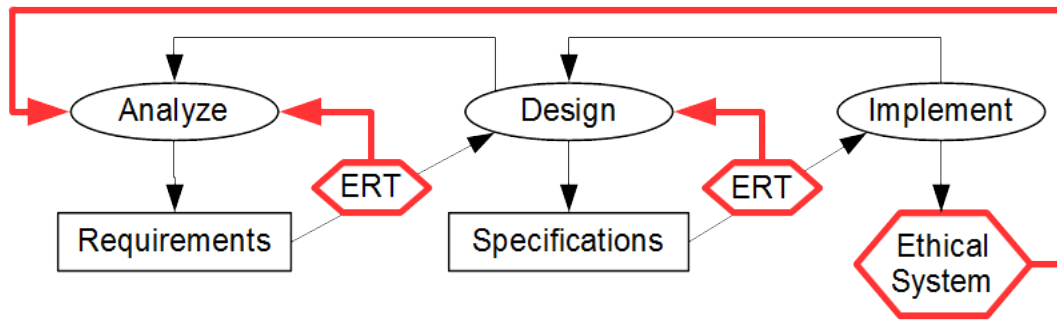 Analyze
Design
Implement
ERT
ERT
Requirements
Specifications
Ethical
System